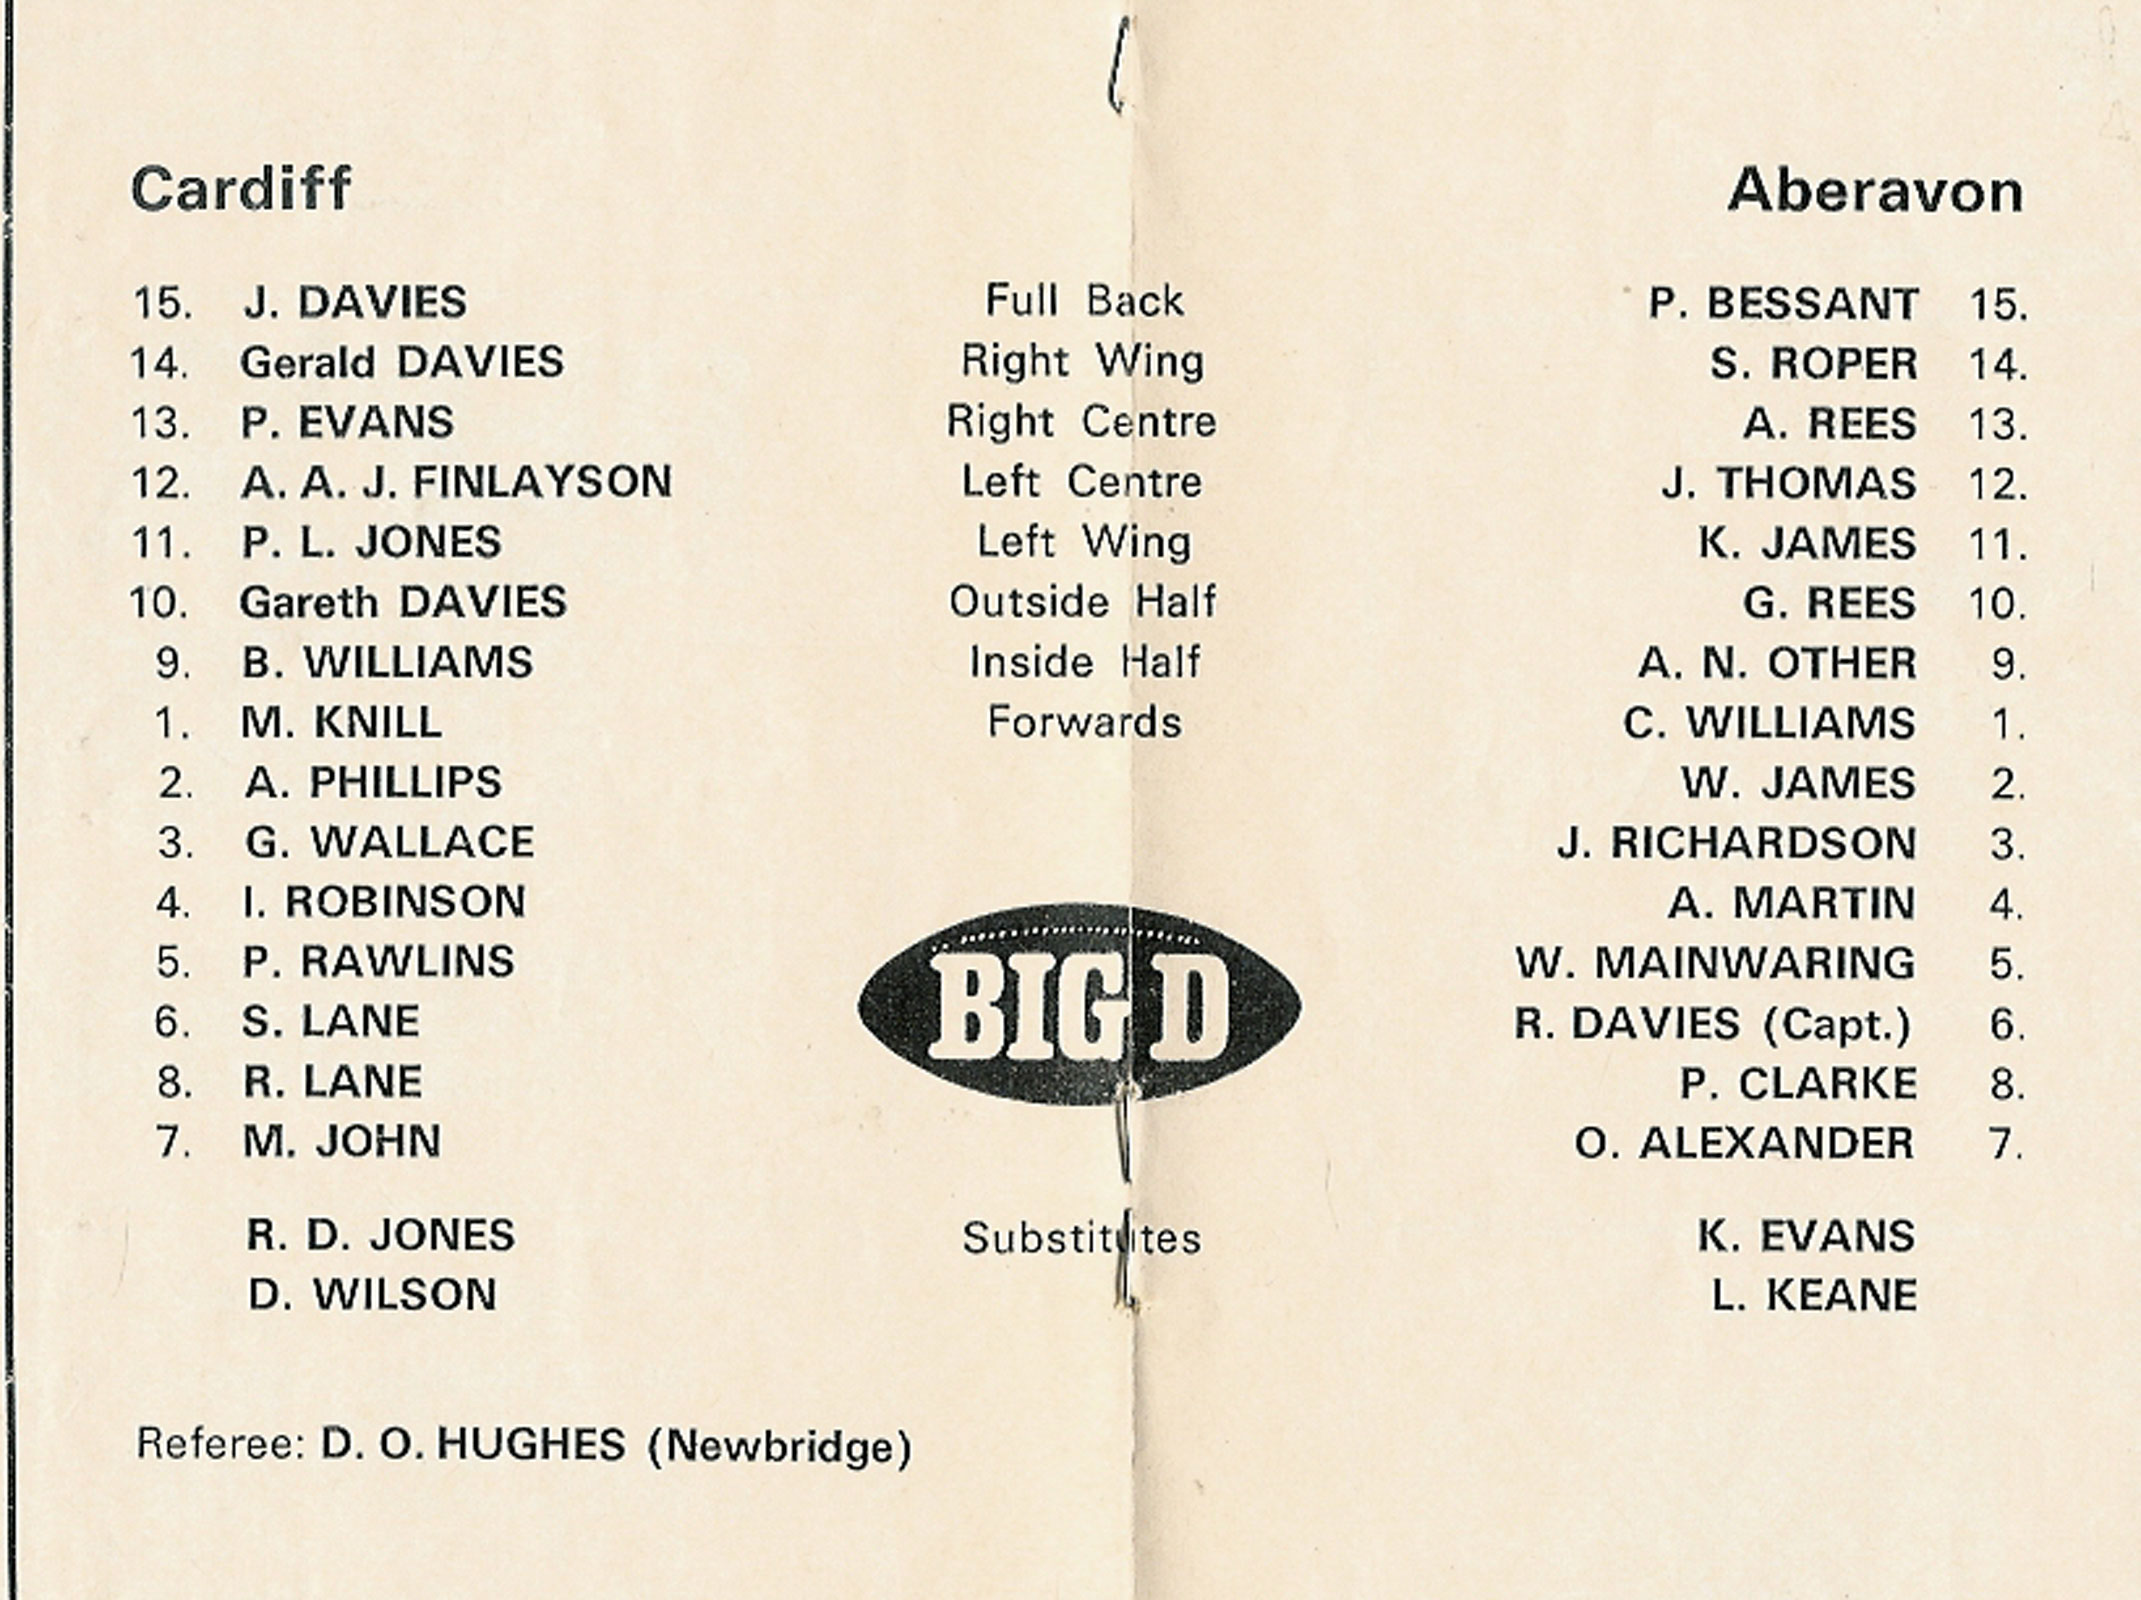 Cardiff Aberavon
15. J. DAVIES Full Back P. BESSANT 15.
14. Gerald DAVIES Right Wing S. ROPER 14.
13. P. EVANS Right Centre A. REES 13.
12. A. A. J. FINLAYSON Left Centre J. THOMAS 12.
11. P. L. JONES Left Wing K. JAMES 11.
10. Gareth DAVIES Outside Half G. REES 10.
9. B. WILLIAMS Inside Half A. N. OTHER 9.
1. M. KNILL Forwards C. WILLIAMS 1.
2. A. PHILLIPS W. JAMES 2.
3. G. WALLACE J. RICHARDSON 3.
4. I. ROBINSON A. MARTIN 4.
5. P. RAWLINS W. MAINWARING 5.
6. S. LANE BIG D R. DAVIES (Capt.) 6.
8. R. LANE P. CLARKE 8.
7. M. JOHN O. ALEXANDER 7.
R. D. JONES Substitutes K. EVANS
D. WILSON L. KEANE
Referee: D. O. HUGHES (Newbridge)